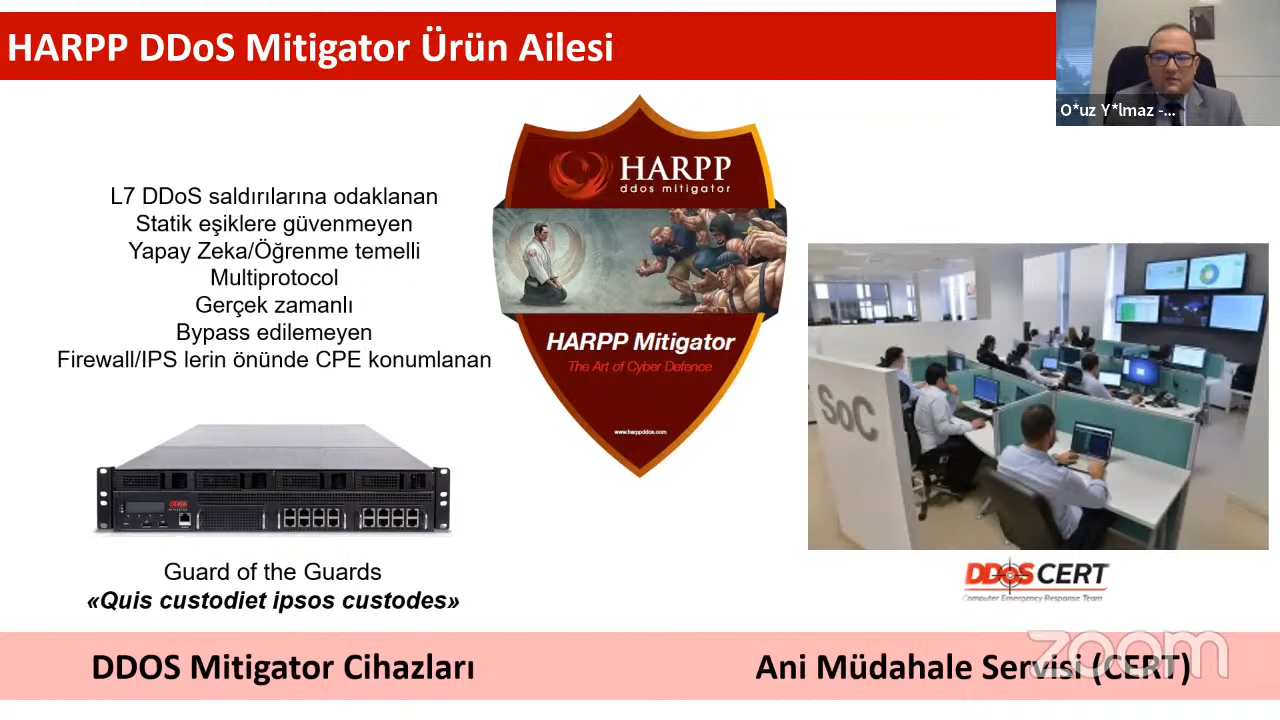 HARPP DDoS Mitigator Ürün Ailesi
O*uz Y*lmaz -...
L7 DDoS saldırılarına odaklanan
Statik eşiklere güvenmeyen
Yapay Zeka/Öğrenme temelli
Multiprotocol
Gerçek zamanlı
Bypass edilemeyen
Firewall/IPS lerin önünde CPE konumlanan
HARPP
ddos mitigator
HARPP Mitigator
The Art of Cyber Defence
www.harppddos.com
SoC
DDOS
Guard of the Guards
«Quis custodiet ipsos custodes»
DDOS CERT
Computer Emergency Response Team
DDOS Mitigator Cihazları
Ani Müdahale Servisi (CERT)
zoom